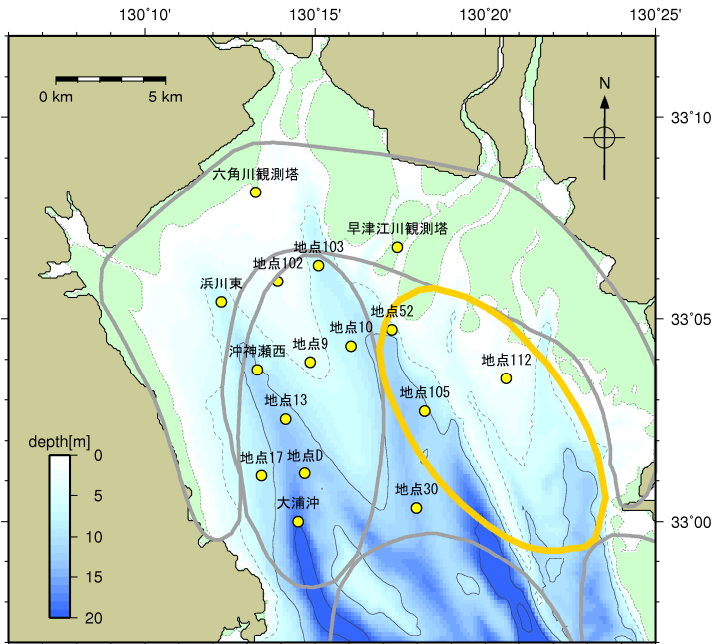 130°10' 130°15' 130°20' 130°25'
0 km 5 km
N
33°10'
六角川観測塔
早津江川観測塔
地点103
地点102
浜川東
地点52
33°05'
地点10
地点9
沖神瀬西
地点112
地点105
地点13
depth[m]
0
地点17
地点D
5
地点30
大浦沖
33°00'
10
15
20